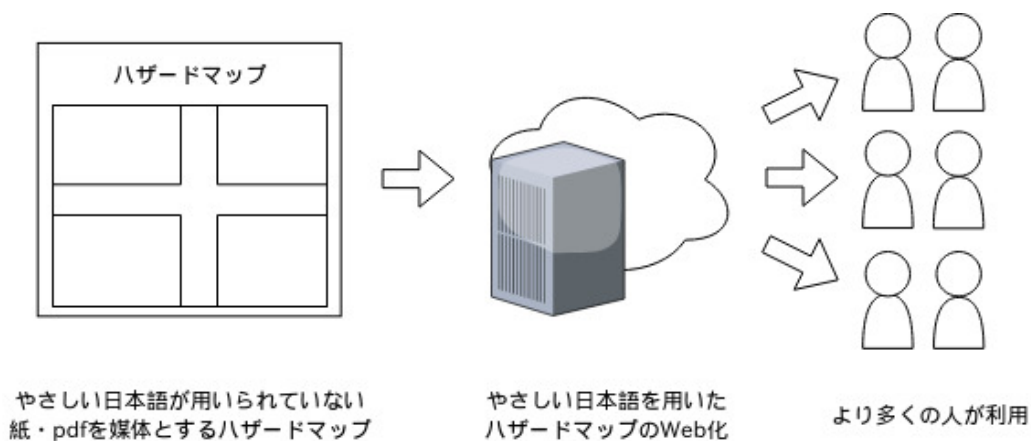 ハザードマップ
やさしい日本語が用いられていない
紙・pdfを媒体とするハザードマップ
やさしい日本語を用いた
ハザードマップのWeb化
より多くの人が利用